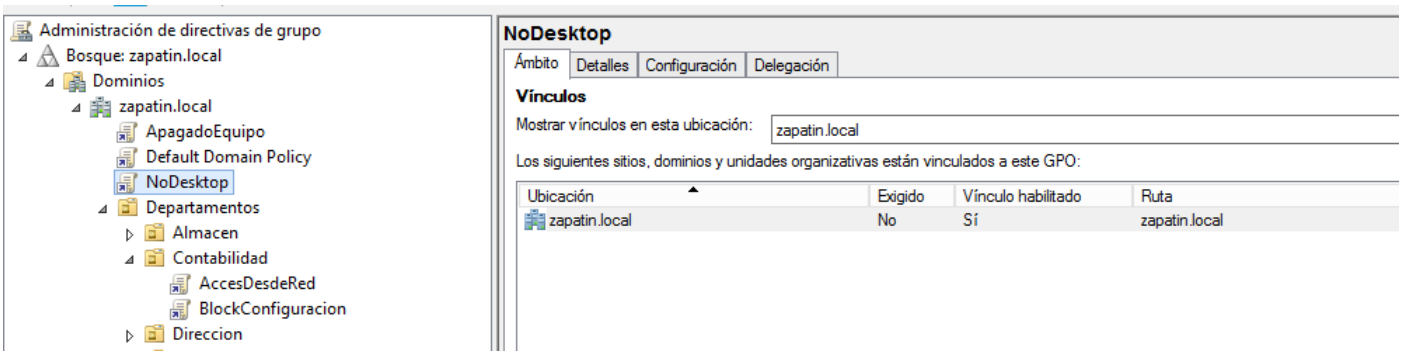 Administración de directivas de grupo
Bosque: zapatin.local
Dominios
zapatin.local
ApagadoEquipo
Default Domain Policy
NoDesktop
Departamentos
Almacen
Contabilidad
AccesDesdeRed
BlockConfiguracion
Direccion
NoDesktop
Ámbito Detalles Configuración Delegación
Vínculos
Mostrar vínculos en esta ubicación: zapatin.local
Los siguientes sitios, dominios y unidades organizativas están vinculados a este GPO:
Ubicación Exigido Vínculo habilitado Ruta
zapatin.local No Sí zapatin.local